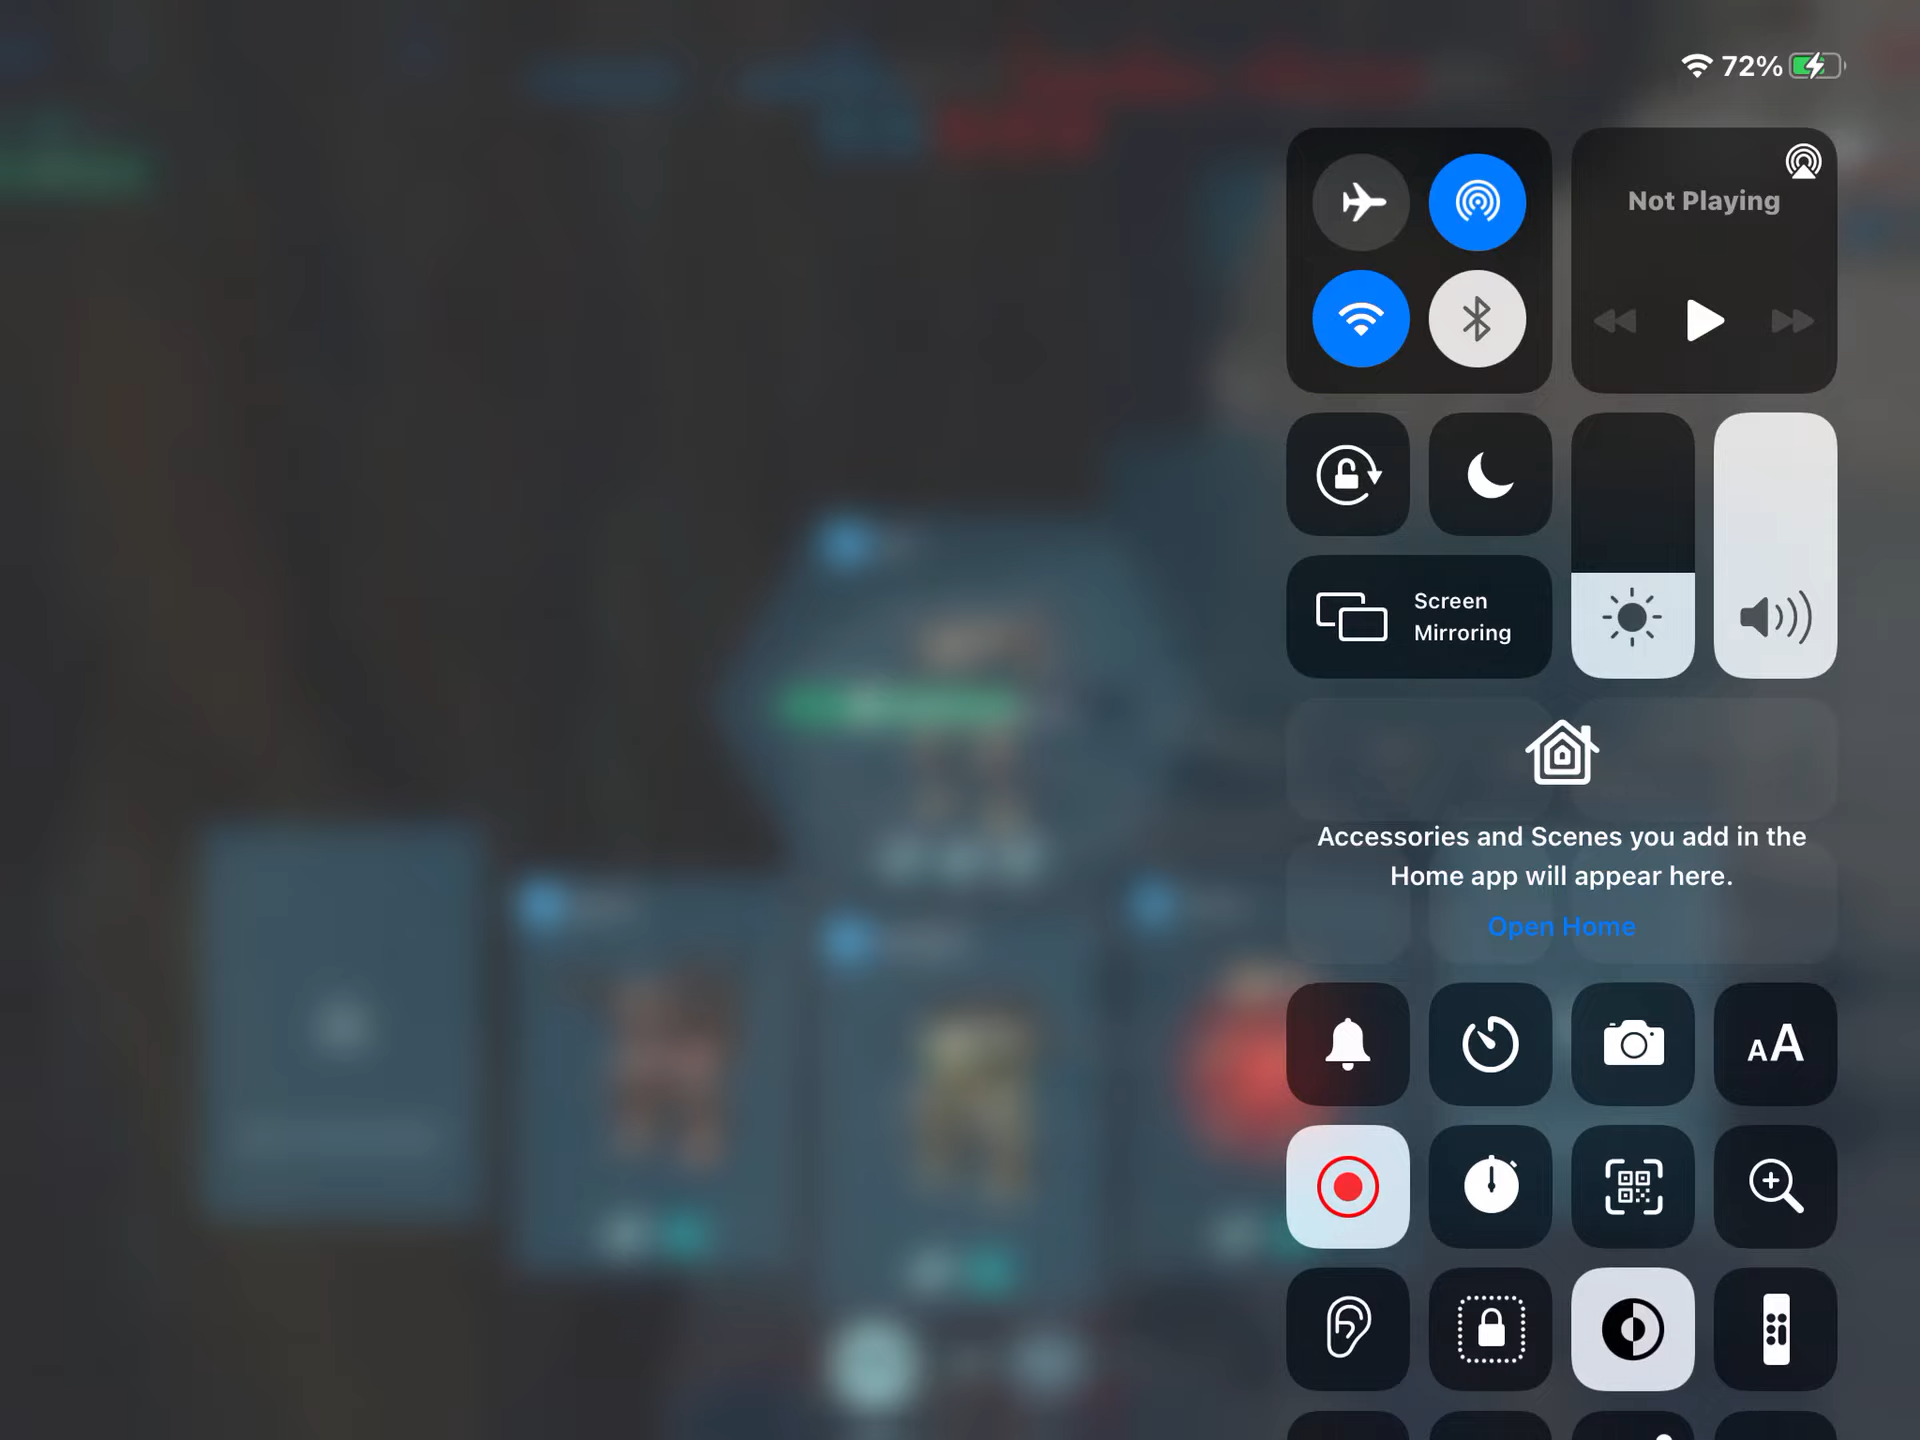 72%
Not Playing
Screen
Mirroring
Accessories and Scenes you add in the
Home app will appear here.
Open Home
AA